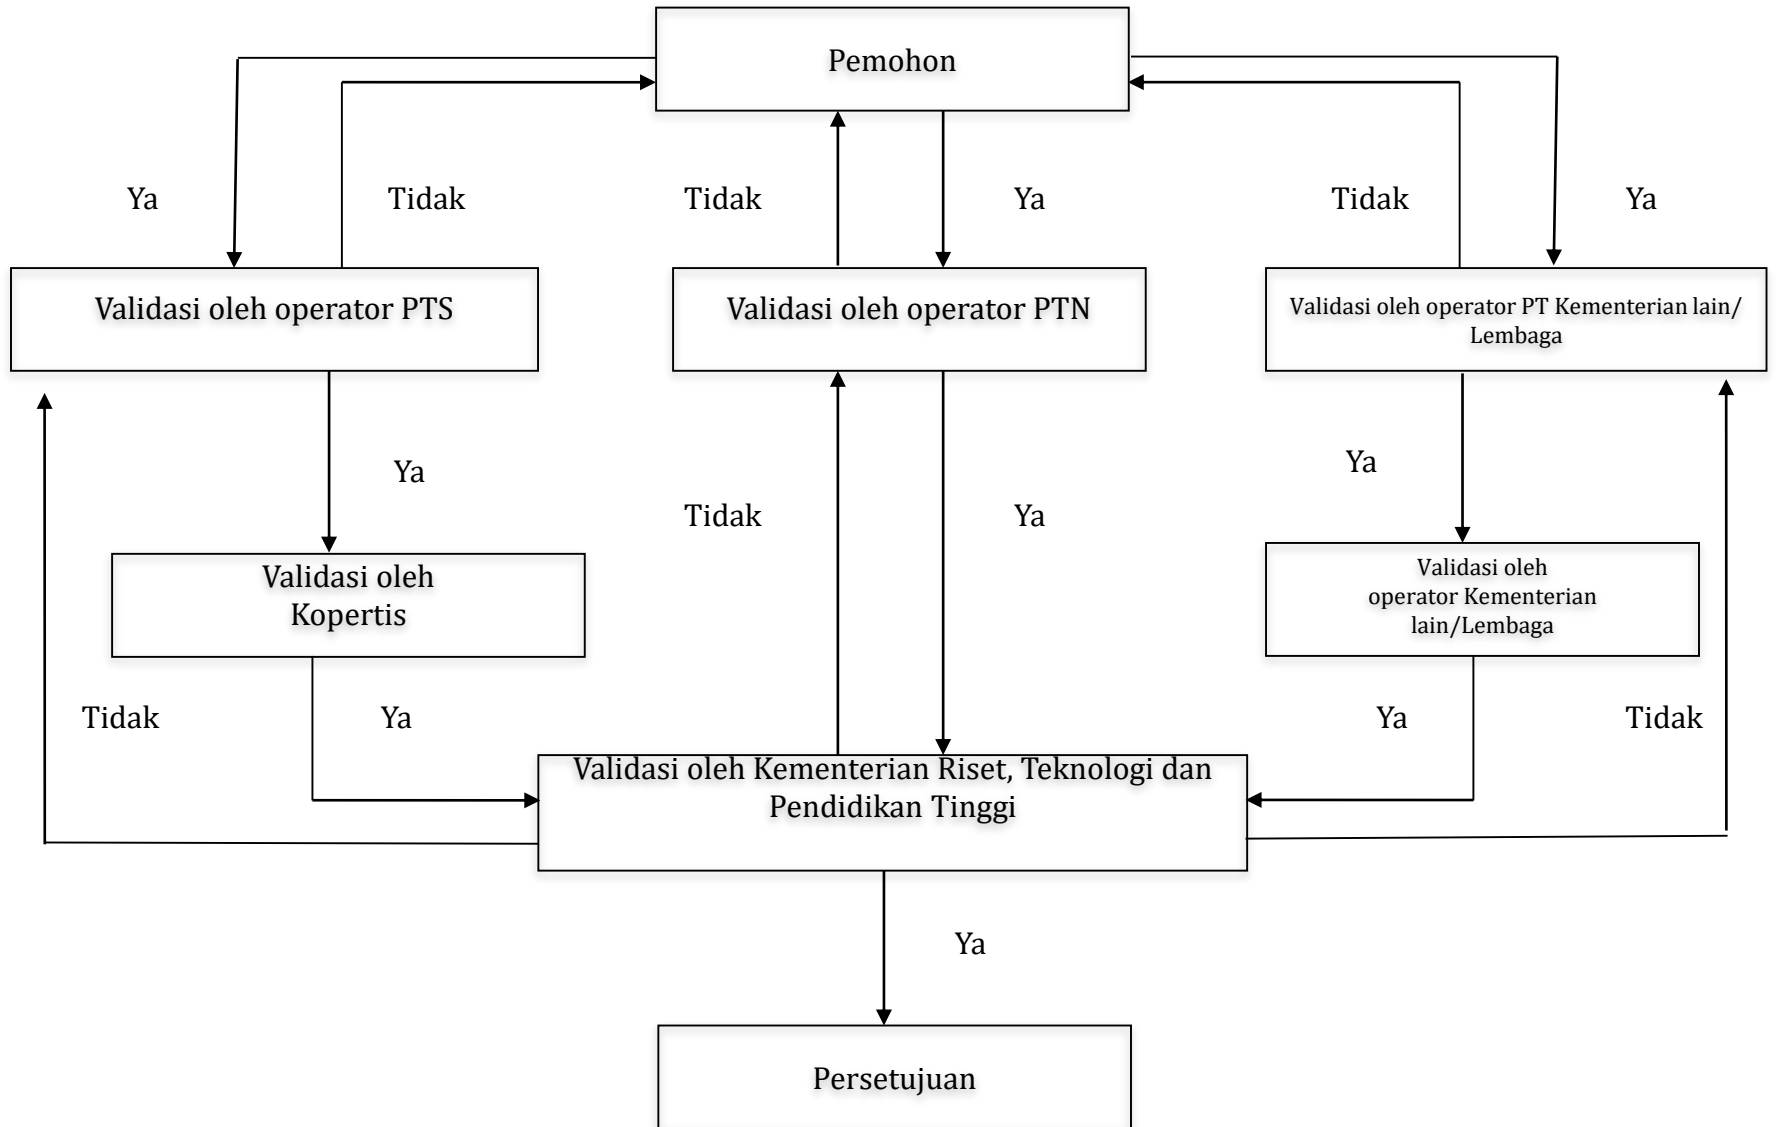 Pemohon
Ya
Tidak
Tidak
Ya
Tidak
Ya
Validasi oleh operator PTS
Validasi oleh operator PTN
Validasi oleh operator PT Kementerian lain/
Lembaga
Ya
Ya
Tidak
Ya
Validasi oleh
Kopertis
Validasi oleh
operator Kementerian
lain/Lembaga
Tidak
Ya
Ya
Tidak
Validasi oleh Kementerian Riset, Teknologi dan
Pendidikan Tinggi
Ya
Persetujuan